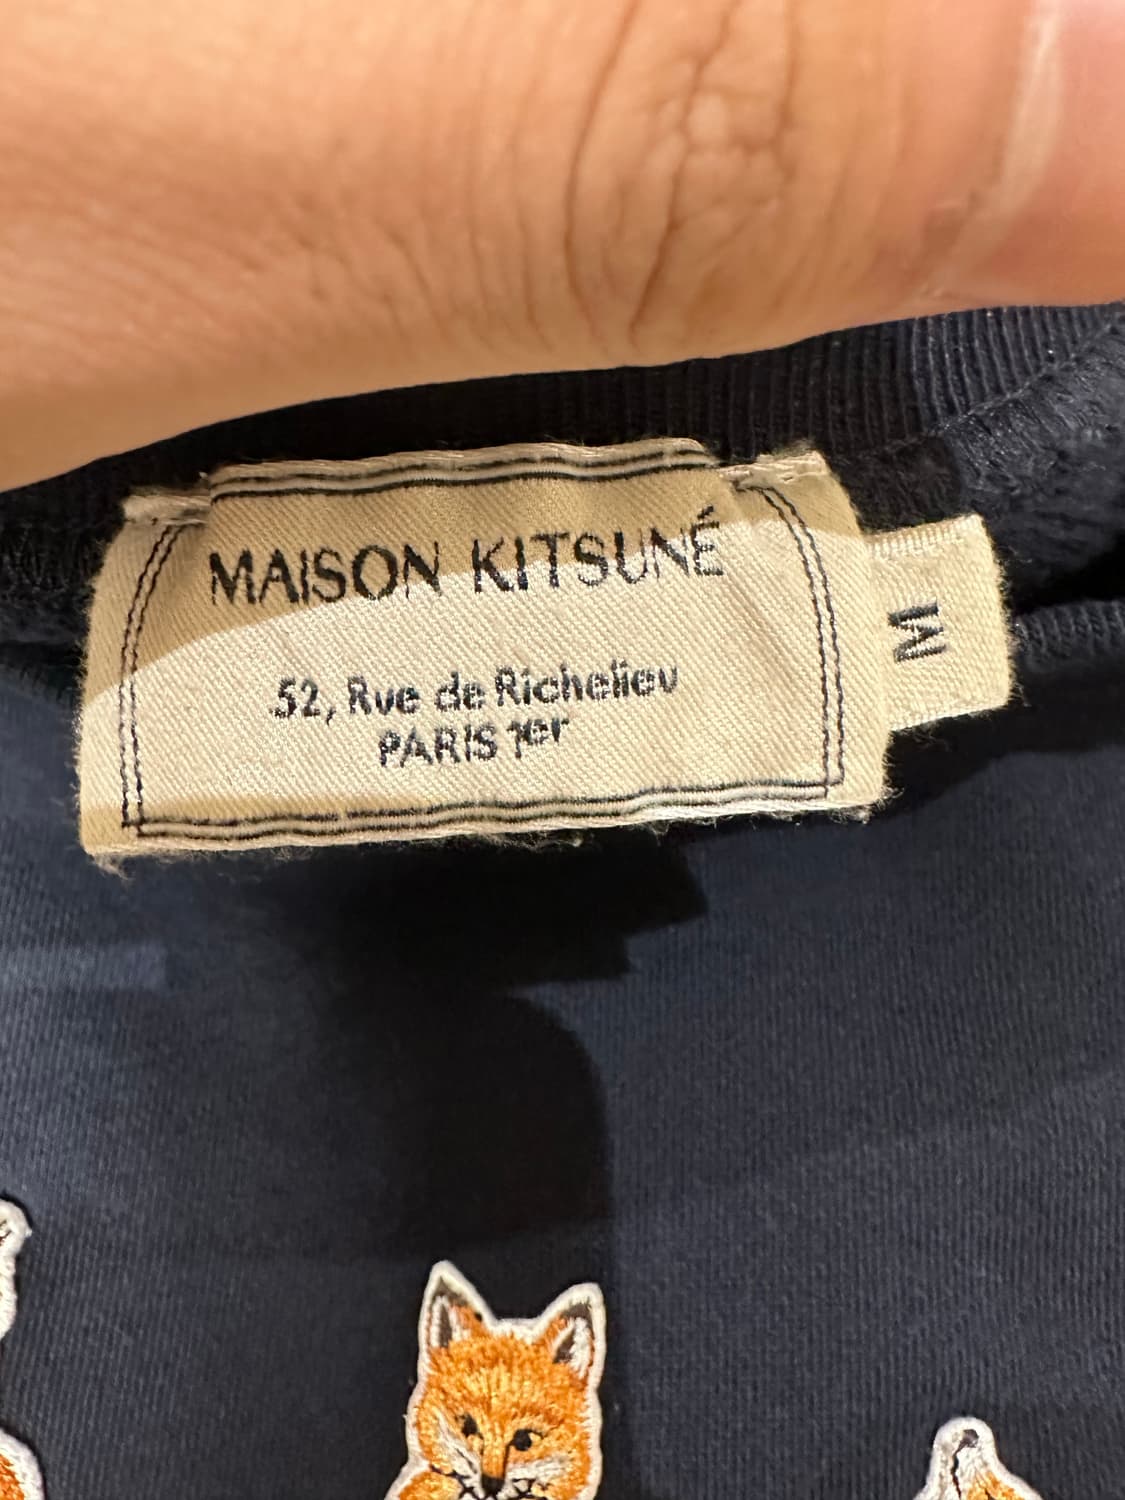 MAISON KITSUNÉ
52, Rue de Richelieu
PARIS 1er
M